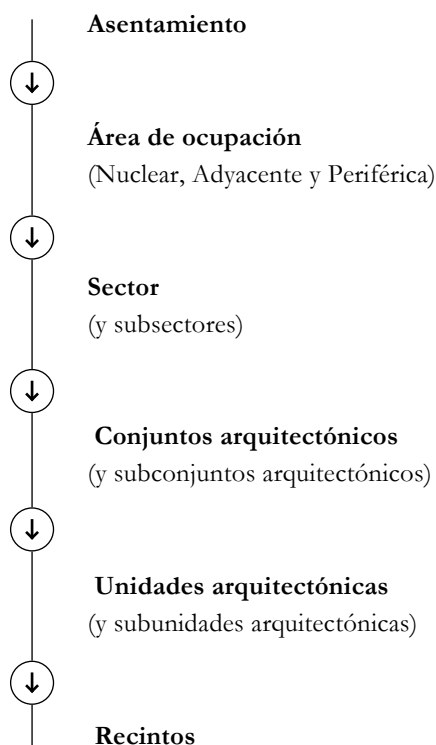 Asentamiento
Área de ocupación
(Nuclear, Adyacente y Periférica)
Sector
(y subsectores)
Conjuntos arquitectónicos
(y subconjuntos arquitectónicos)
Unidades arquitectónicas
(y subunidades arquitectónicas)
Recintos